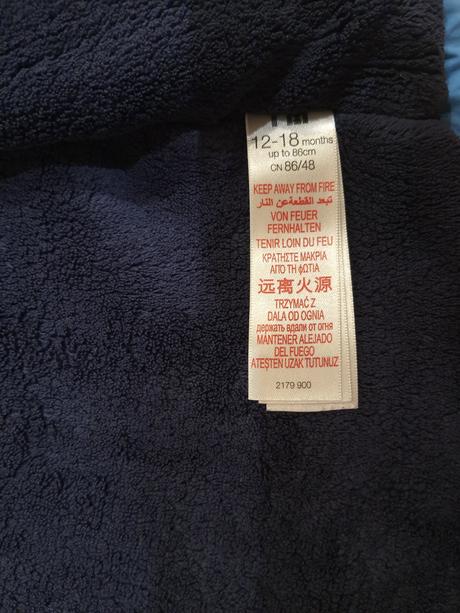 12-18 months
up to 86cm
CN 86/48
KEEP AWAY FROM FIRE
تبعد القطعة عن النار
VON FEUER
FERNHALTEN
TENIR LOIN DU FEU
ΚΡΑΤΗΣΤΕ ΜΑΚΡΙΑ
ΑΠΟ ΤΗ φΩΤΙΑ
远离火源
TRZYMAĆ Z
DALA OD OGNIA
держать вдали от огня
MANTENER ALEJADO
DEL FUEGO
ATEŞTEN UZAK TUTUNUZ
2179 900